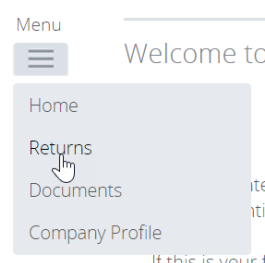 Menu
Welcome to
Home
Returns
Documents
Company Profile
If this is your